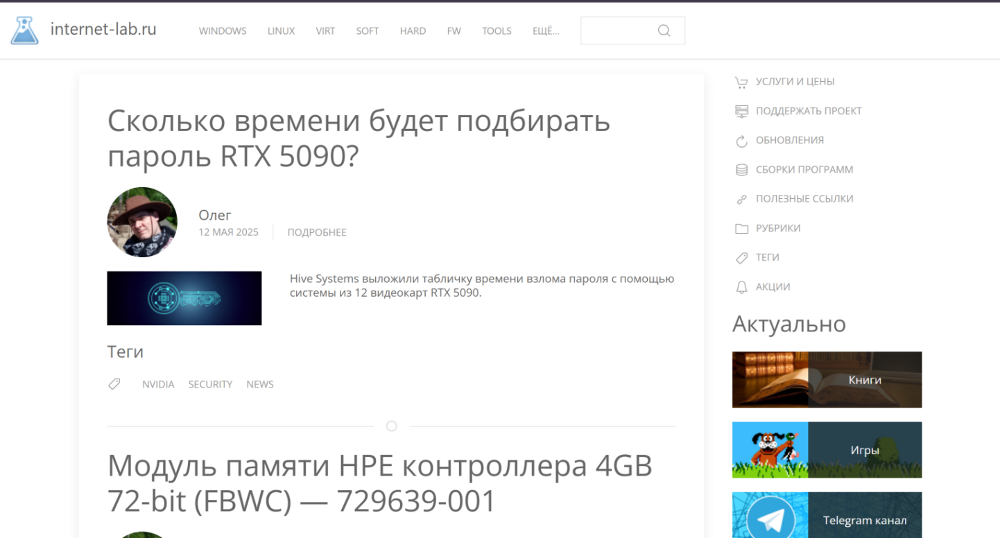 internet-lab.ru
WINDOWS LINUX VIRT SOFT HARD FW TOOLS ЕЩЁ...
Сколько времени будет подбирать
пароль RTX 5090?
Олег
12 МАЯ 2025 ПОДРОБНЕЕ
Hive Systems выложили табличку времени взлома пароля с помощью
системы из 12 видеокарт RTX 5090.
Теги
NVIDIA SECURITY NEWS
Модуль памяти HPE контроллера 4GB
72-bit (FBWC) — 729639-001
УСЛУГИ И ЦЕНЫ
ПОДДЕРЖАТЬ ПРОЕКТ
ОБНОВЛЕНИЯ
СБОРКИ ПРОГРАММ
ПОЛЕЗНЫЕ ССЫЛКИ
РУБРИКИ
ТЕГИ
АКЦИИ
Актуально
Книги
Игры
Telegram канал